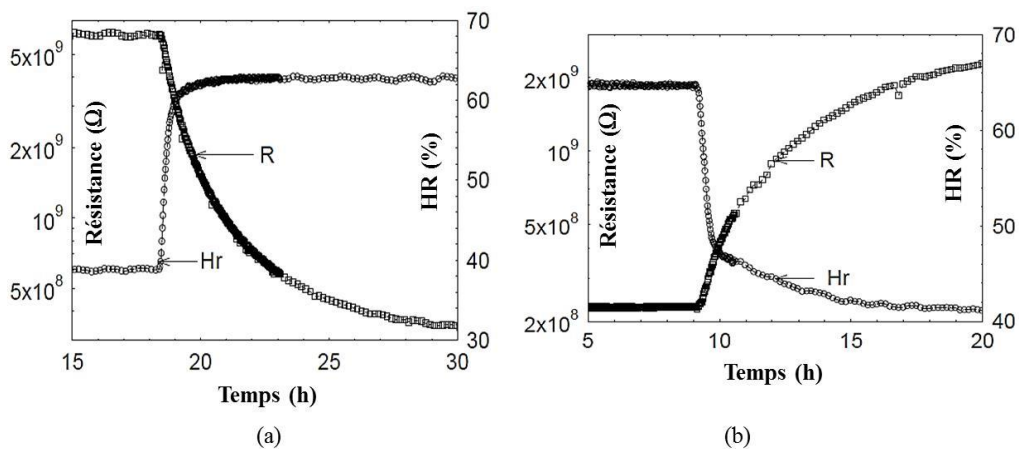 5x10⁹
2x10⁹
10⁹
5x10⁸
Résistance (Ω)
R
Hr
70
60
50
40
30
HR (%)
15 20 25 30
Temps (h)
(a)
2x10⁹
10⁹
5x10⁸
2x10⁸
Résistance (Ω)
R
Hr
70
60
50
40
HR (%)
5 10 15 20
Temps (h)
(b)